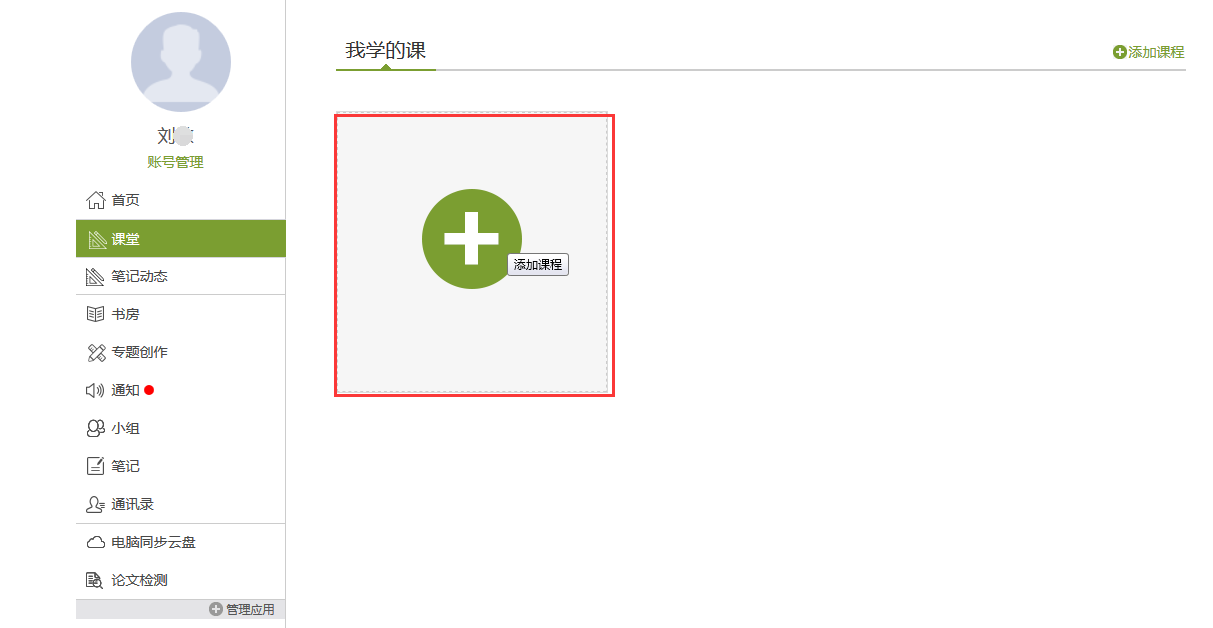 刘
账号管理
首页
课堂
笔记动态
书房
专题创作
通知
小组
笔记
通讯录
电脑同步云盘
论文检测
管理应用
我学的课
添加课程
添加课程